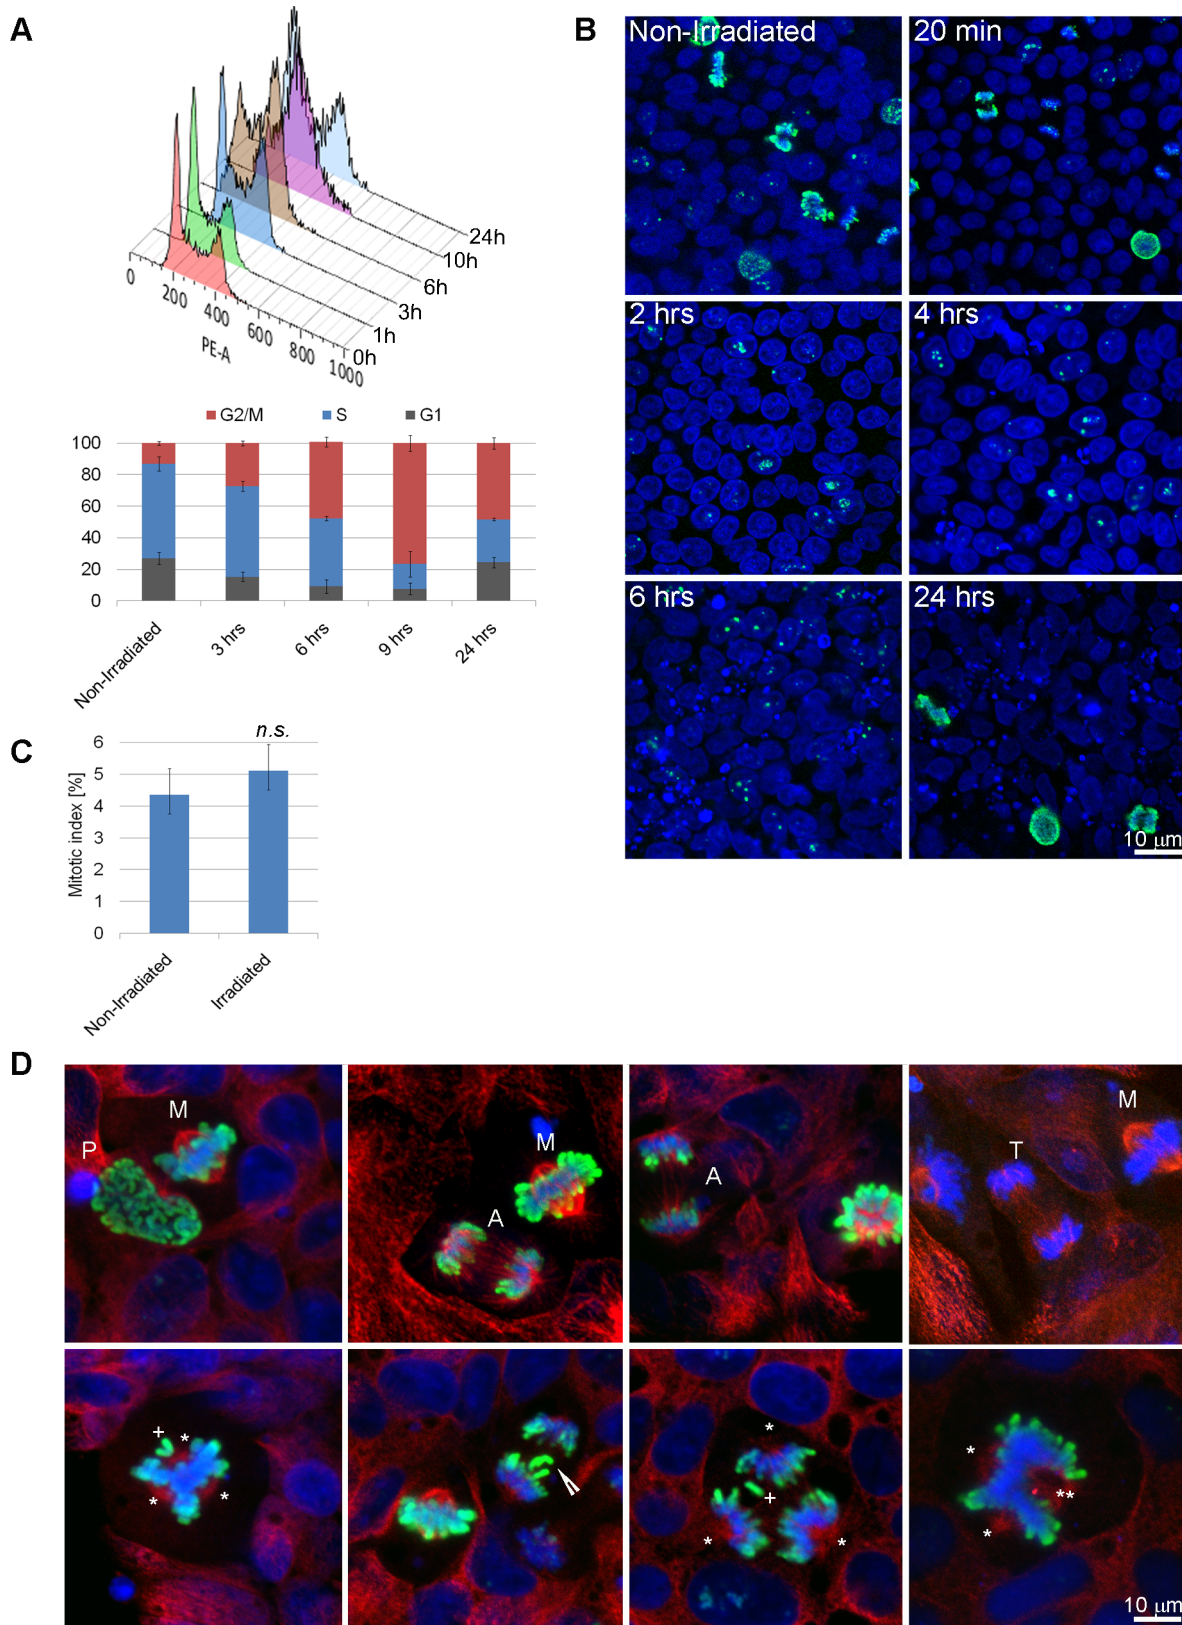 A
0
200
400
600
800
1000
PE-A
0h
1h
3h
6h
10h
24h
G2/M S G1
100
80
60
40
20
0
Non-Irradiated
3 hrs
6 hrs
9 hrs
24 hrs
B
Non-Irradiated
20 min
2 hrs
4 hrs
6 hrs
24 hrs
10 µm
C
n.s.
Mitotic index [%]
6
5
4
3
2
1
0
Non-Irradiated
Irradiated
D
P
M
A
M
A
T
M
+ * * *
* + * *
* ** *
10 µm